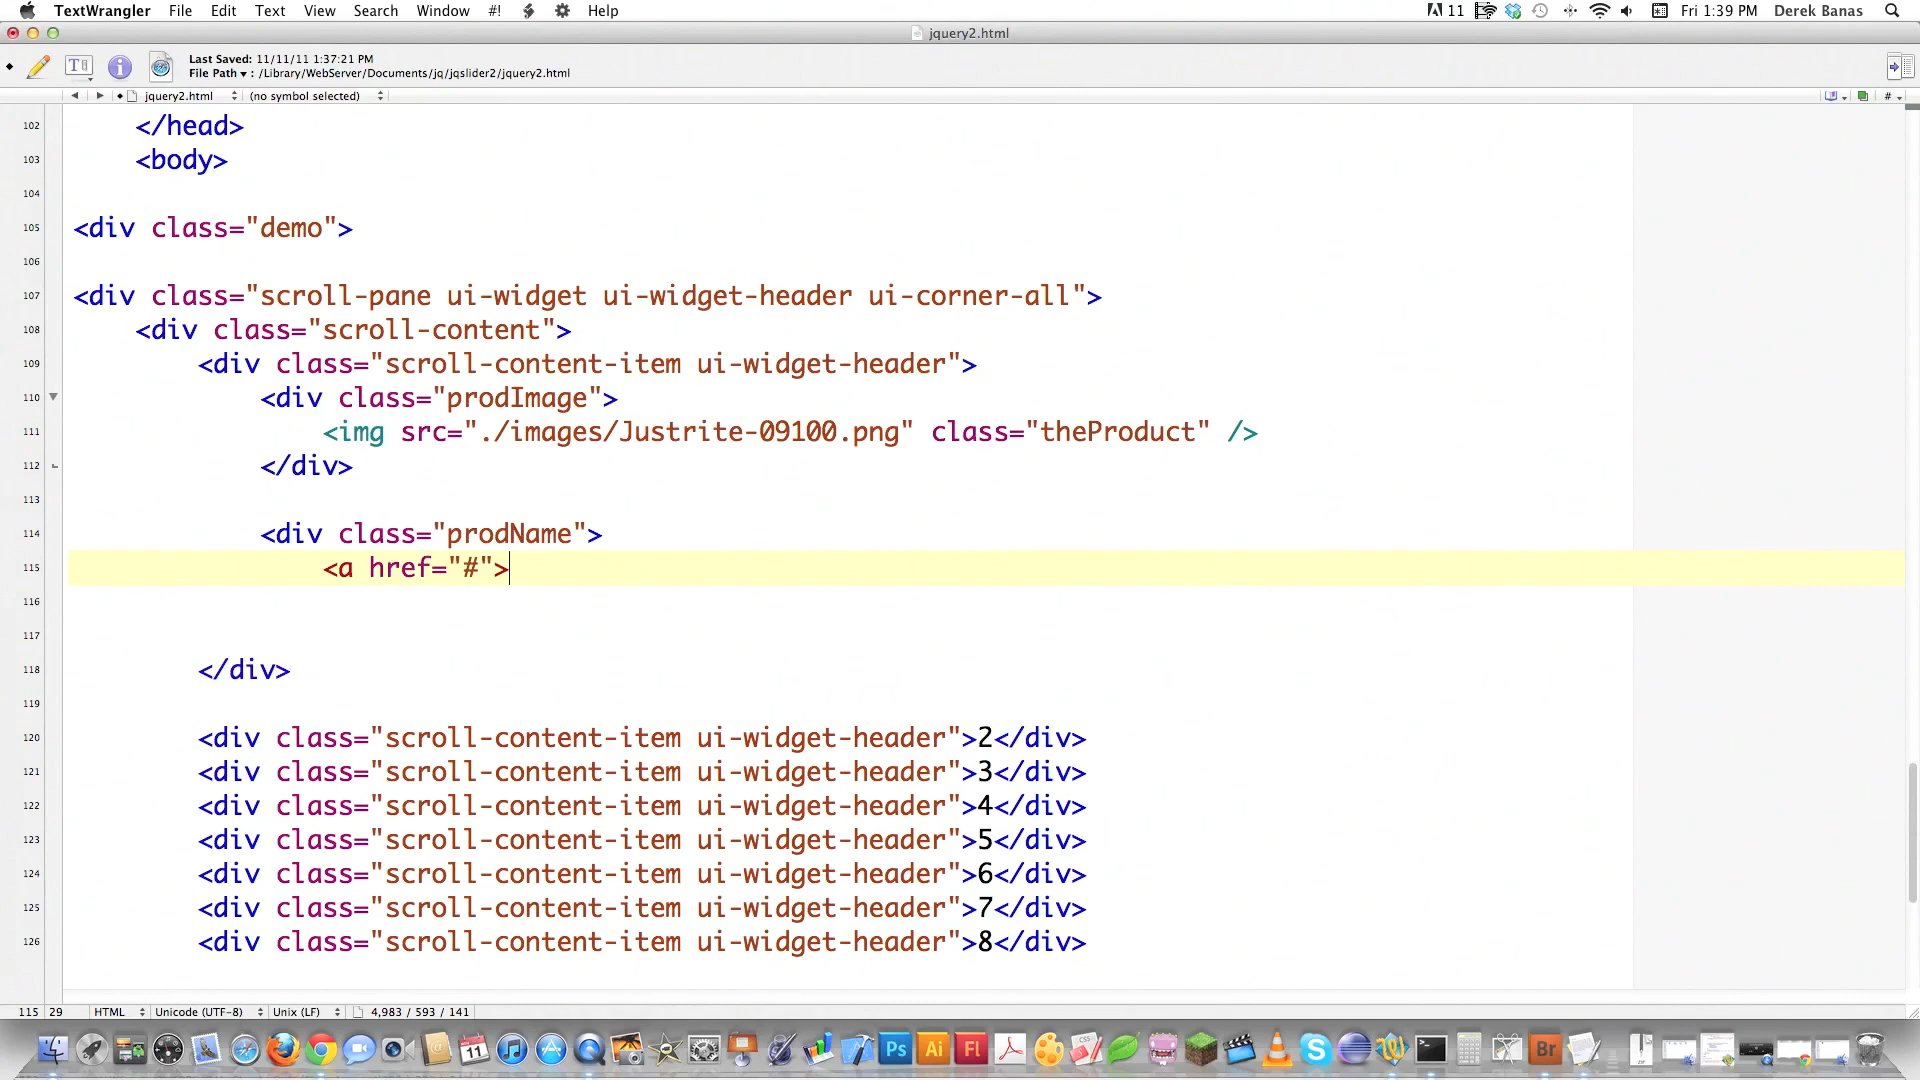 TextWrangler File Edit Text View Search Window #! Help 11 Fri 1:39 PM Derek Banas
jquery2.html
Last Saved: 11/11/11 1:37:21 PM
File Path ▾ : /Library/WebServer/Documents/jq/jqslider2/jquery2.html
jquery2.html (no symbol selected) #
102 </head>
103 <body>
104
105 <div class="demo">
106
107 <div class="scroll-pane ui-widget ui-widget-header ui-corner-all">
108 <div class="scroll-content">
109 <div class="scroll-content-item ui-widget-header">
110 <div class="prodImage">
111 <img src="./images/Justrite-09100.png" class="theProduct" />
112 </div>
113
114 <div class="prodName">
115 <a href="#">
116
117
118 </div>
119
120 <div class="scroll-content-item ui-widget-header">2</div>
121 <div class="scroll-content-item ui-widget-header">3</div>
122 <div class="scroll-content-item ui-widget-header">4</div>
123 <div class="scroll-content-item ui-widget-header">5</div>
124 <div class="scroll-content-item ui-widget-header">6</div>
125 <div class="scroll-content-item ui-widget-header">7</div>
126 <div class="scroll-content-item ui-widget-header">8</div>
115 29 HTML Unicode (UTF-8) Unix (LF) 4,983 / 593 / 141
11 Ps Ai Fl Br